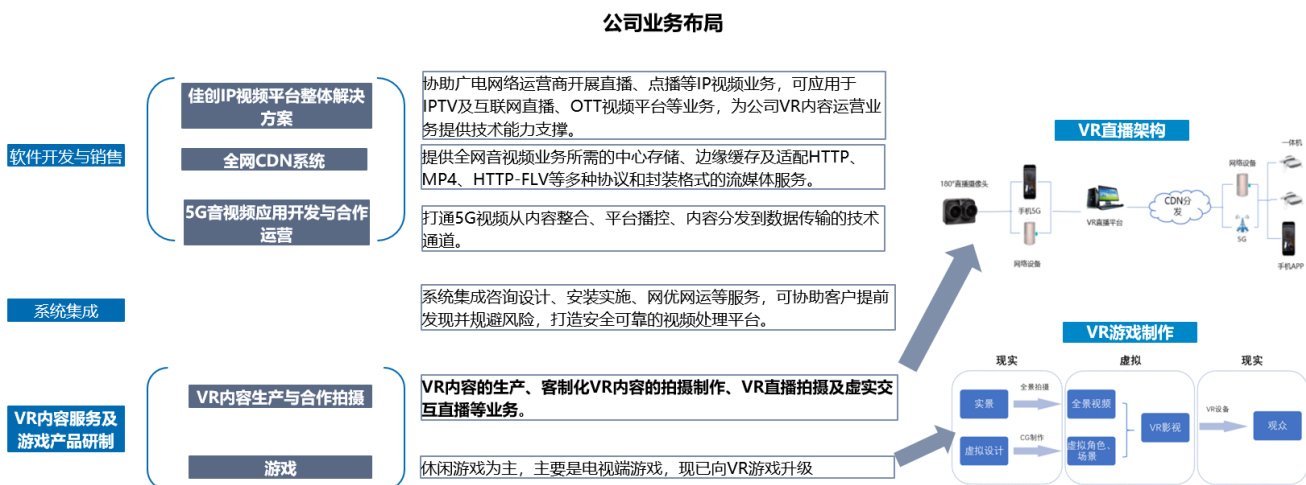 公司业务布局
软件开发与销售
佳创IP视频平台整体解决
方案
协助广电网络运营商开展直播、点播等IP视频业务，可应用于
IPTV及互联网直播、OTT视频平台等业务，为公司VR内容运营业
务提供技术能力支撑。
全网CDN系统
提供全网音视频业务所需的中心存储、边缘缓存及适配HTTP、
MP4、HTTP-FLV等多种协议和封装格式的流媒体服务。
5G音视频应用开发与合作
运营
打通5G视频从内容整合、平台播控、内容分发到数据传输的技术
通道。
系统集成
系统集成咨询设计、安装实施、网优网运等服务，可协助客户提前
发现并规避风险，打造安全可靠的视频处理平台。
VR内容服务及
游戏产品研制
VR内容生产与合作拍摄
VR内容的生产、客制化VR内容的拍摄制作、VR直播拍摄及虚实交
互直播等业务。
游戏
休闲游戏为主，主要是电视端游戏，现已向VR游戏升级
VR直播架构
180°直播摄像头
手机5G
网络设备
VR直播平台
CDN分
发
网络设备
5G
一体机
手机APP
VR游戏制作
现实
虚拟
现实
实景
全景拍摄
全景视频
虚拟设计
CG制作
虚拟角色、
场景
VR影视
VR设备
观众